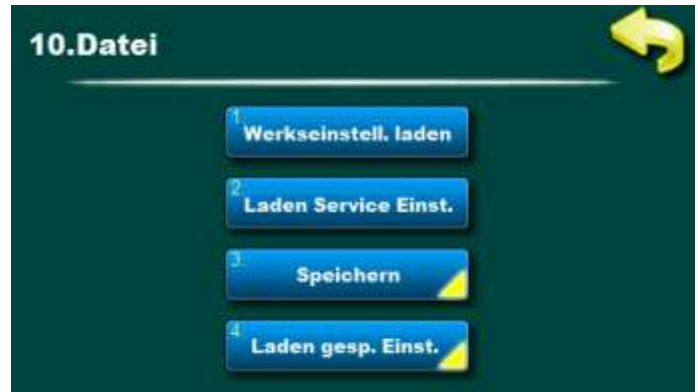 10.Datei
1.
Werkseinstell. laden
2.
Laden Service Einst.
3.
Speichern
4.
Laden gesp. Einst.